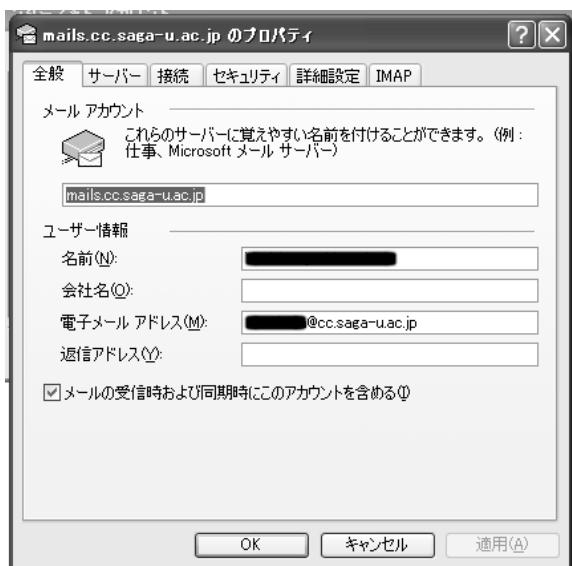 mails.cc.saga-u.ac.jp のプロパティ
全般 サーバー 接続 セキュリティ 詳細設定 IMAP
メール アカウント
これらのサーバーに覚えやすい名前を付けることができます。(例：
仕事、Microsoft メール サーバー)
mails.cc.saga-u.ac.jp
ユーザー情報
名前(N):
会社名(O):
電子メール アドレス(M): @cc.saga-u.ac.jp
返信アドレス(Y):
メールの受信時および同期時にこのアカウントを含める(I)
OK キャンセル 適用(A)